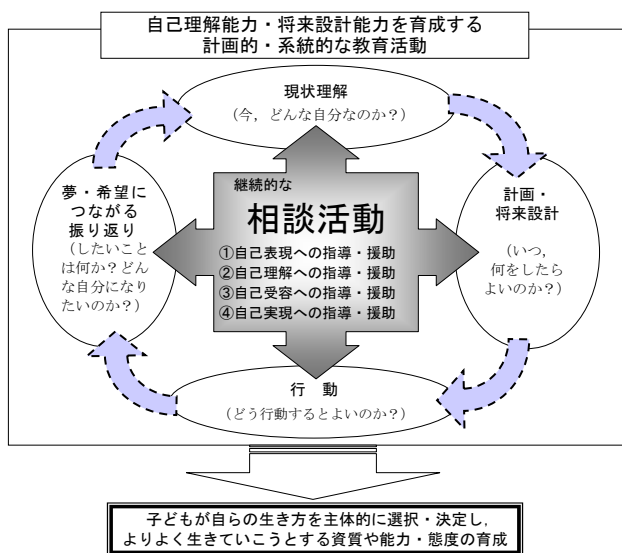 自己理解能力・将来設計能力を育成する
計画的・系統的な教育活動
現状理解
（今，どんな自分なのか？）
夢・希望に
つながる
振り返り
（したいこと
は何か？どん
な自分になり
たいのか？）
継続的な
相談活動
①自己表現への指導・援助
②自己理解への指導・援助
③自己受容への指導・援助
④自己実現への指導・援助
計画・
将来設計
（いつ，
何をしたら
よいのか？）
行　動
（どう行動するとよいのか？）
子どもが自らの生き方を主体的に選択・決定し，
よりよく生きていこうとする資質や能力・態度の育成